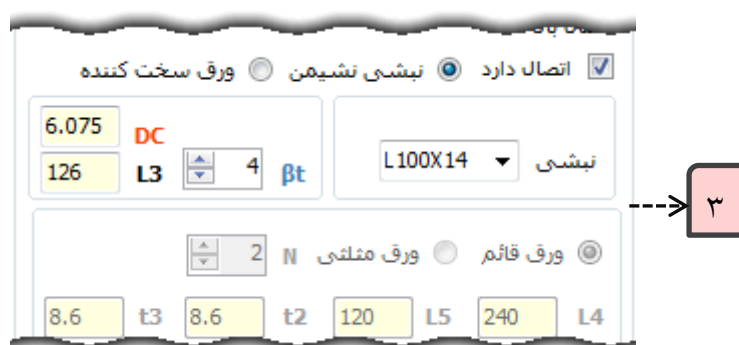 اتصال دارد نبشی نشیمن ورق سخت کننده
نبشی L100X14
6.075 DC
126 L3 4 βt
۳
ورق قائم ورق مثلثی N 2
8.6 t3 8.6 t2 120 L5 240 L4